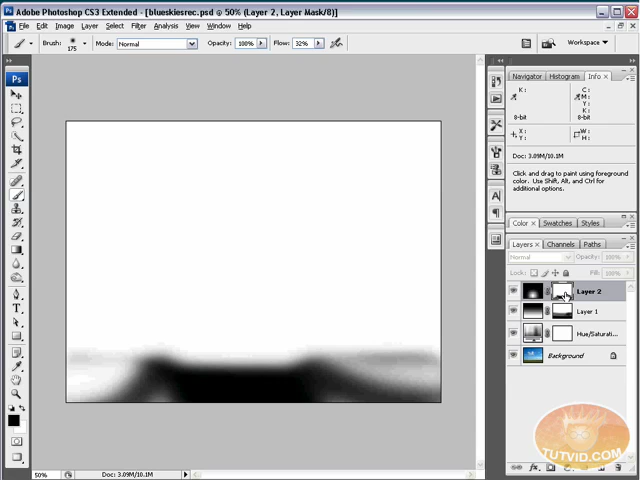 Adobe Photoshop CS3 Extended - [blueskiesrec.psd @ 50% (Layer 2, Layer Mask/8)]
File Edit Image Layer Select Filter Analysis View Window Help
Brush: 175 Mode: Normal Opacity: 100% Flow: 32% Workspace
Ps
Navigator Histogram Info
K: C:
M:
Y:
K:
8-bit 8-bit
X: W:
Y: H:
Doc: 3.09M/10.1M
Click and drag to paint using foreground
color. Use Shift, Alt, and Ctrl for
additional options.
Color Swatches Styles
Layers Channels Paths
Normal Opacity: 100%
Lock: Fill: 100%
Layer 2
Layer 1
Hue/Saturati...
Background
TUTVID.COM
50% Doc: 3.09M/10.1M